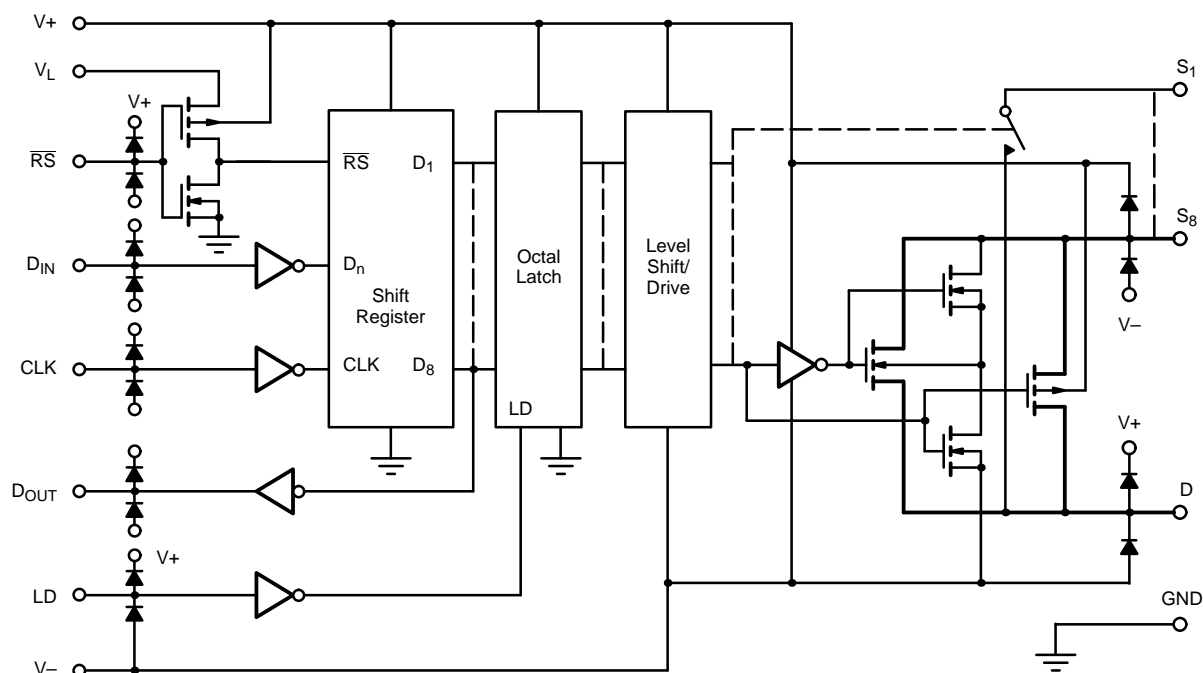 V+
VL
S1
V+
RS
RS
D1
S8
DIN
Dn
Octal
Latch
Level
Shift/
Drive
Shift
Register
V–
CLK
CLK
D8
LD
V+
DOUT
D
V+
LD
GND
V–